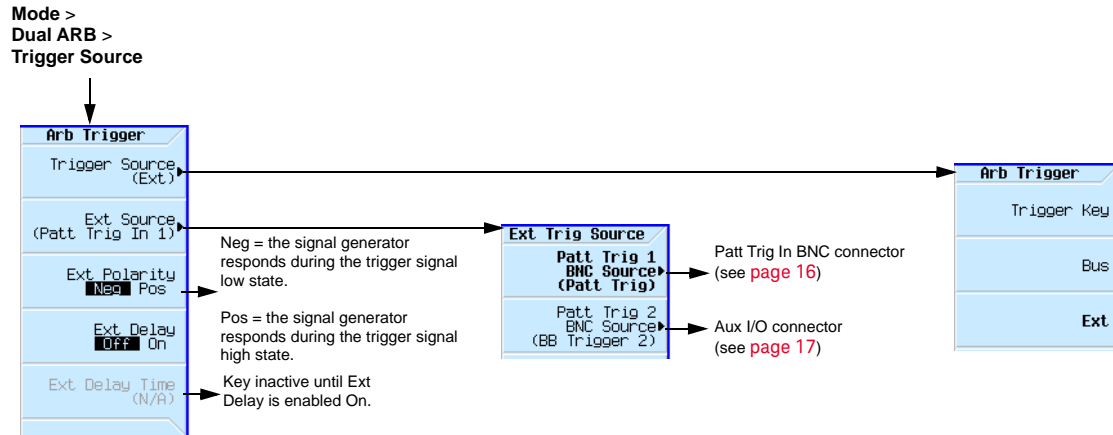 Mode >
Dual ARB >
Trigger Source
Arb Trigger
Trigger Source
(Ext)
Ext Source
(Patt Trig In 1)
Ext Polarity
Neg Pos
Ext Delay
Off On
Ext Delay Time
(N/A)
Neg = the signal generator
responds during the trigger signal
low state.
Pos = the signal generator
responds during the trigger signal
high state.
Key inactive until Ext
Delay is enabled On.
Ext Trig Source
Patt Trig 1
BNC Source
(Patt Trig)
Patt Trig 2
BNC Source
(BB Trigger 2)
Patt Trig In BNC connector
(see page 16)
Aux I/O connector
(see page 17)
Arb Trigger
Trigger Key
Bus
Ext